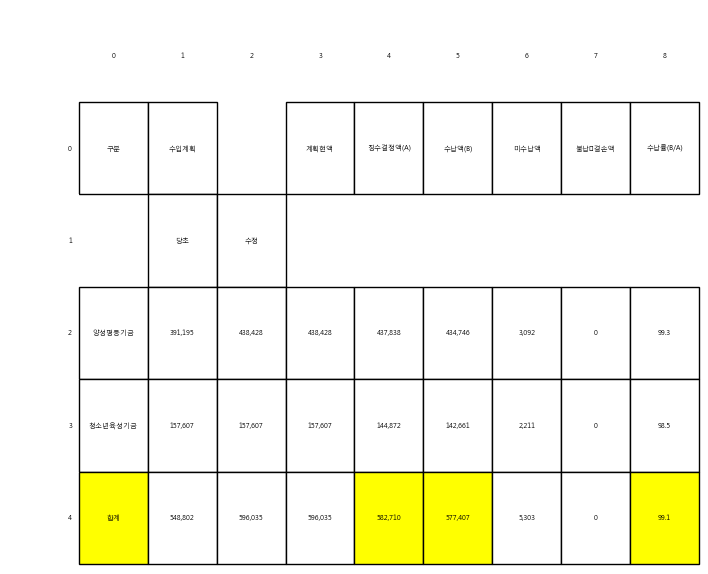 0 1 2 3 4 5 6 7 8
0 구분 수입계획 계획현액 징수결정액(A) 수납액(B) 미수납액 불납□결손액 수납률(B/A)
1 당초 수정
2 양성평등기금 391,195 438,428 438,428 437,838 434,746 3,092 0 99.3
3 청소년육성기금 157,607 157,607 157,607 144,872 142,661 2,211 0 98.5
4 합계 548,802 596,035 596,035 582,710 577,407 5,303 0 99.1